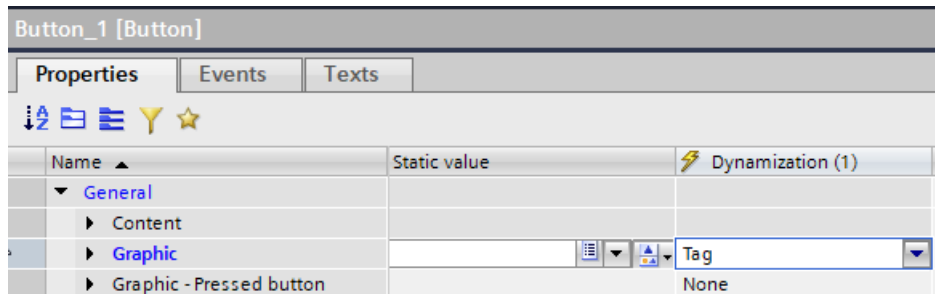 Button_1 [Button]
Properties Events Texts
Name Static value Dynamization (1)
General
Content
Graphic Tag
Graphic - Pressed button None